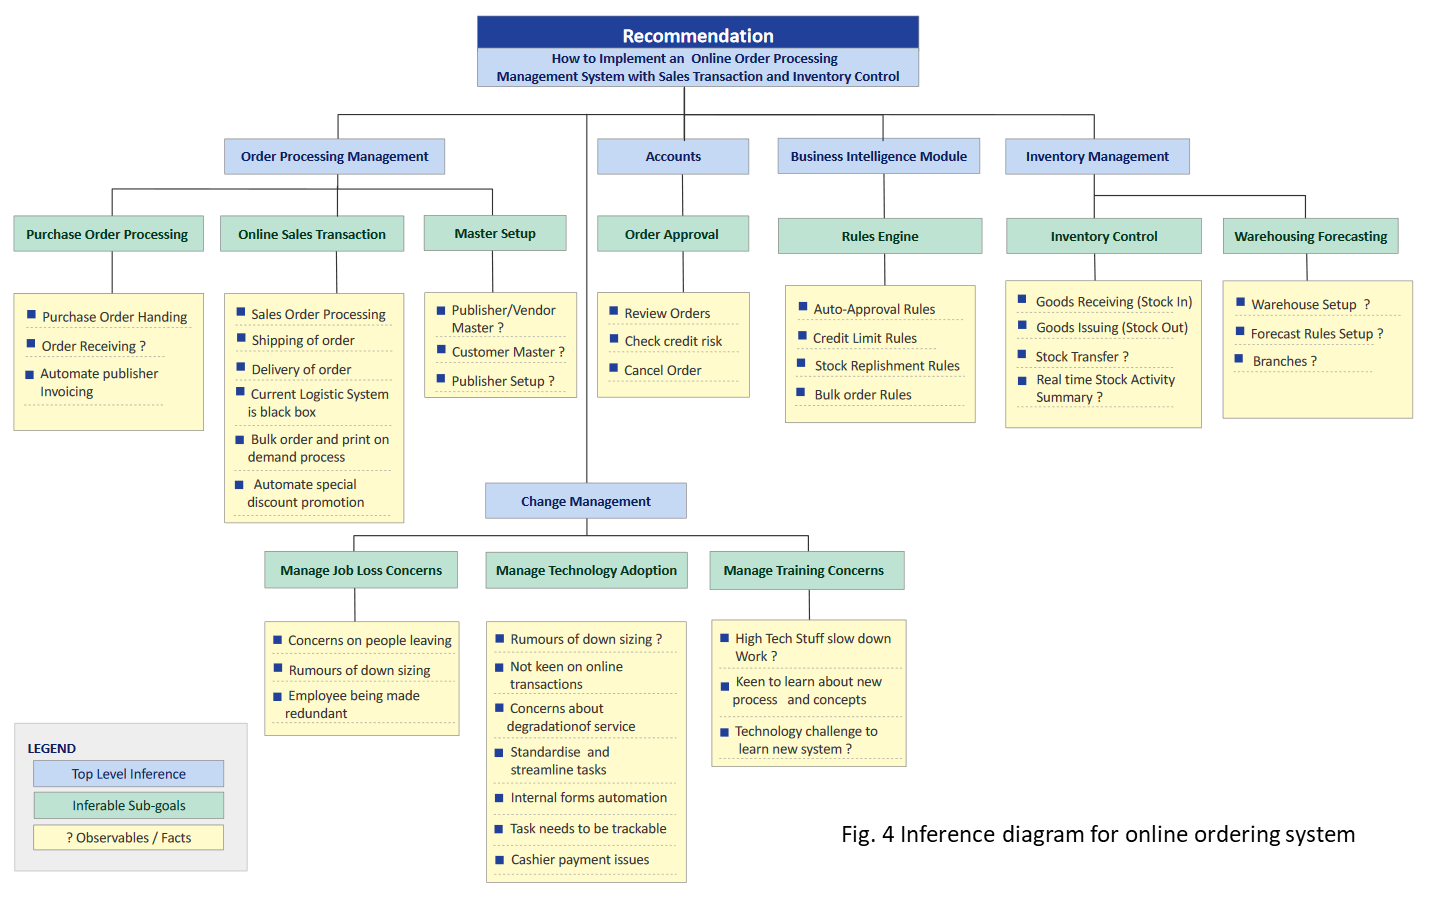 Recommendation
How to Implement an Online Order Processing
Management System with Sales Transaction and Inventory Control
Order Processing Management
Accounts
Business Intelligence Module
Inventory Management
Purchase Order Processing
Online Sales Transaction
Master Setup
Order Approval
Rules Engine
Inventory Control
Warehousing Forecasting
Purchase Order Handing
Order Receiving ?
Automate publisher
Invoicing
Sales Order Processing
Shipping of order
Delivery of order
Current Logistic System
is black box
Bulk order and print on
demand process
Automate special
discount promotion
Publisher/Vendor
Master ?
Customer Master ?
Publisher Setup ?
Review Orders
Check credit risk
Cancel Order
Auto-Approval Rules
Credit Limit Rules
Stock Replishment Rules
Bulk order Rules
Goods Receiving (Stock In)
Goods Issuing (Stock Out)
Stock Transfer ?
Real time Stock Activity
Summary ?
Warehouse Setup ?
Forecast Rules Setup ?
Branches ?
Change Management
Manage Job Loss Concerns
Manage Technology Adoption
Manage Training Concerns
Concerns on people leaving
Rumours of down sizing
Employee being made
redundant
Rumours of down sizing ?
Not keen on online
transactions
Concerns about
degradationof service
Standardise and
streamline tasks
Internal forms automation
Task needs to be trackable
Cashier payment issues
High Tech Stuff slow down
Work ?
Keen to learn about new
process and concepts
Technology challenge to
learn new system ?
LEGEND
Top Level Inference
Inferable Sub-goals
? Observables / Facts
Fig. 4 Inference diagram for online ordering system